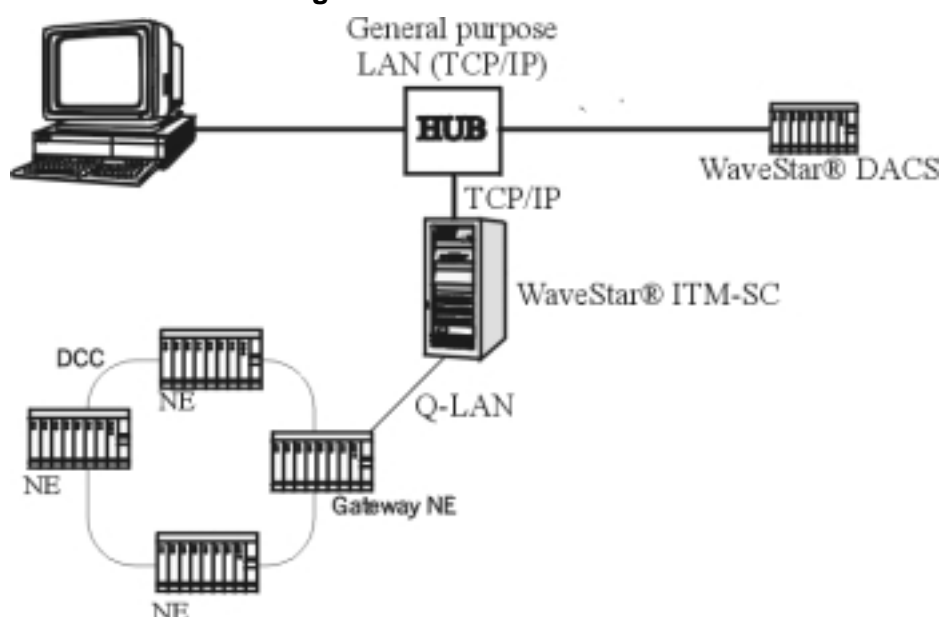 General purpose
LAN (TCP/IP)
HUB
WaveStar® DACS
TCP/IP
WaveStar® ITM-SC
DCC
NE
Q-LAN
NE
Gateway NE
NE